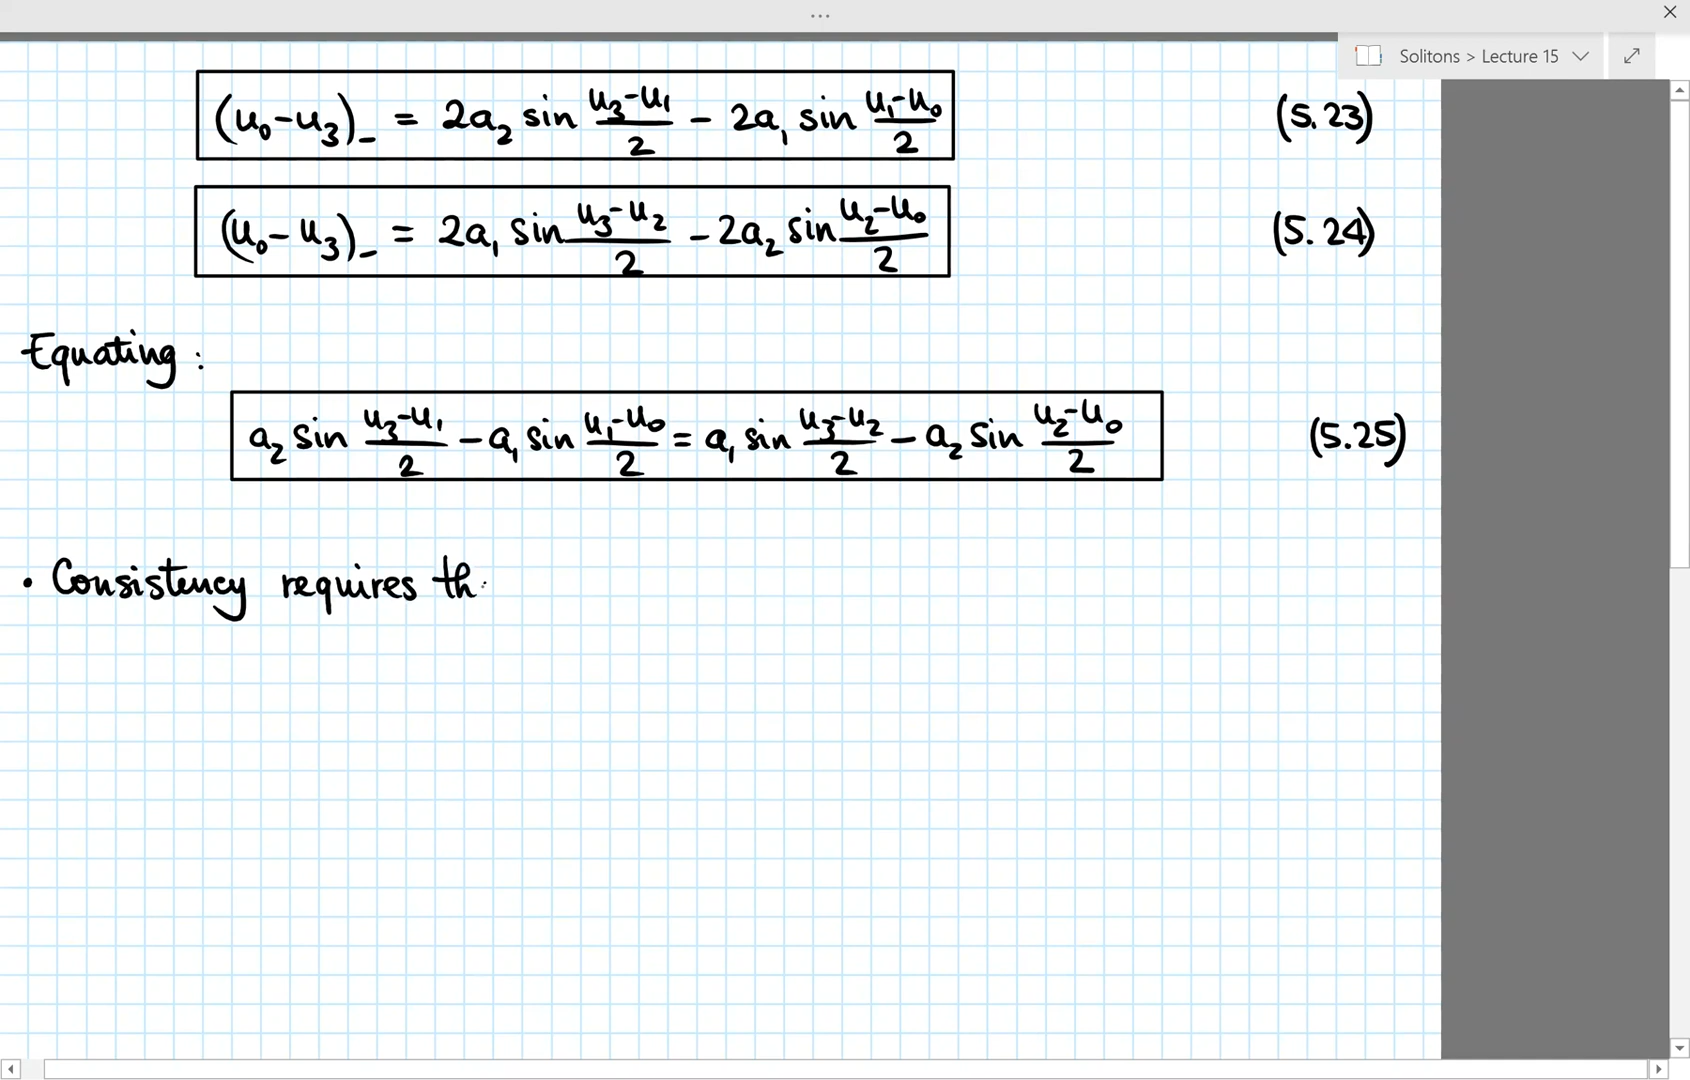 Solitons > Lecture 15
(u₀-u₃)₋ = 2a₂ sin (u₃-u₁)/2 - 2a₁ sin (u₁-u₀)/2 (5.23)
(u₀-u₃)₋ = 2a₁ sin (u₃-u₂)/2 - 2a₂ sin (u₂-u₀)/2 (5.24)
Equating:
a₂ sin (u₃-u₁)/2 - a₁ sin (u₁-u₀)/2 = a₁ sin (u₃-u₂)/2 - a₂ sin (u₂-u₀)/2 (5.25)
• Consistency requires th